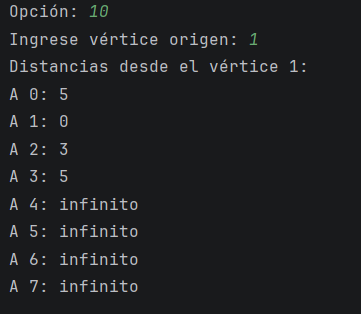 Opción: 10
Ingrese vértice origen: 1
Distancias desde el vértice 1:
A 0: 5
A 1: 0
A 2: 3
A 3: 5
A 4: infinito
A 5: infinito
A 6: infinito
A 7: infinito